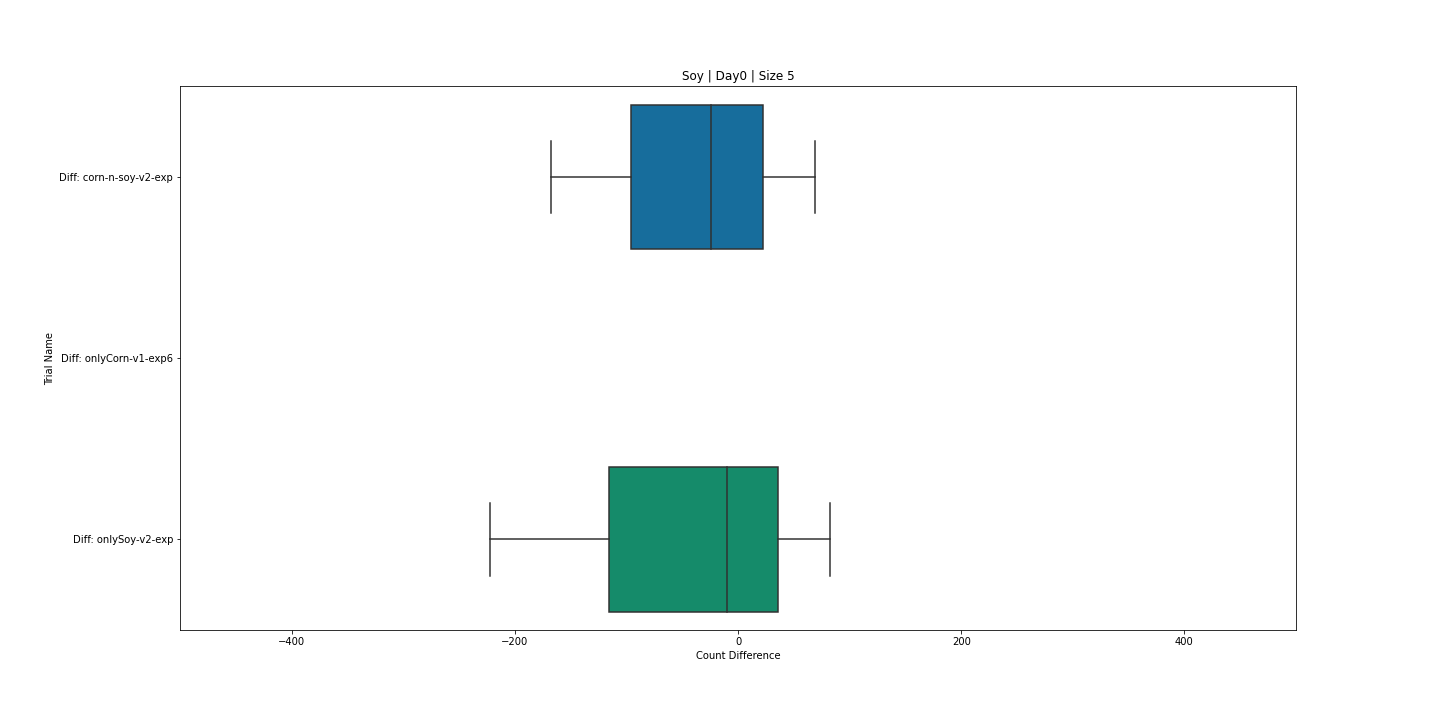 Soy | Day0 | Size 5
Diff: corn-n-soy-v2-exp
Diff: onlyCorn-v1-exp6
Diff: onlySoy-v2-exp
Trial Name
−400 −200 0 200 400
Count Difference